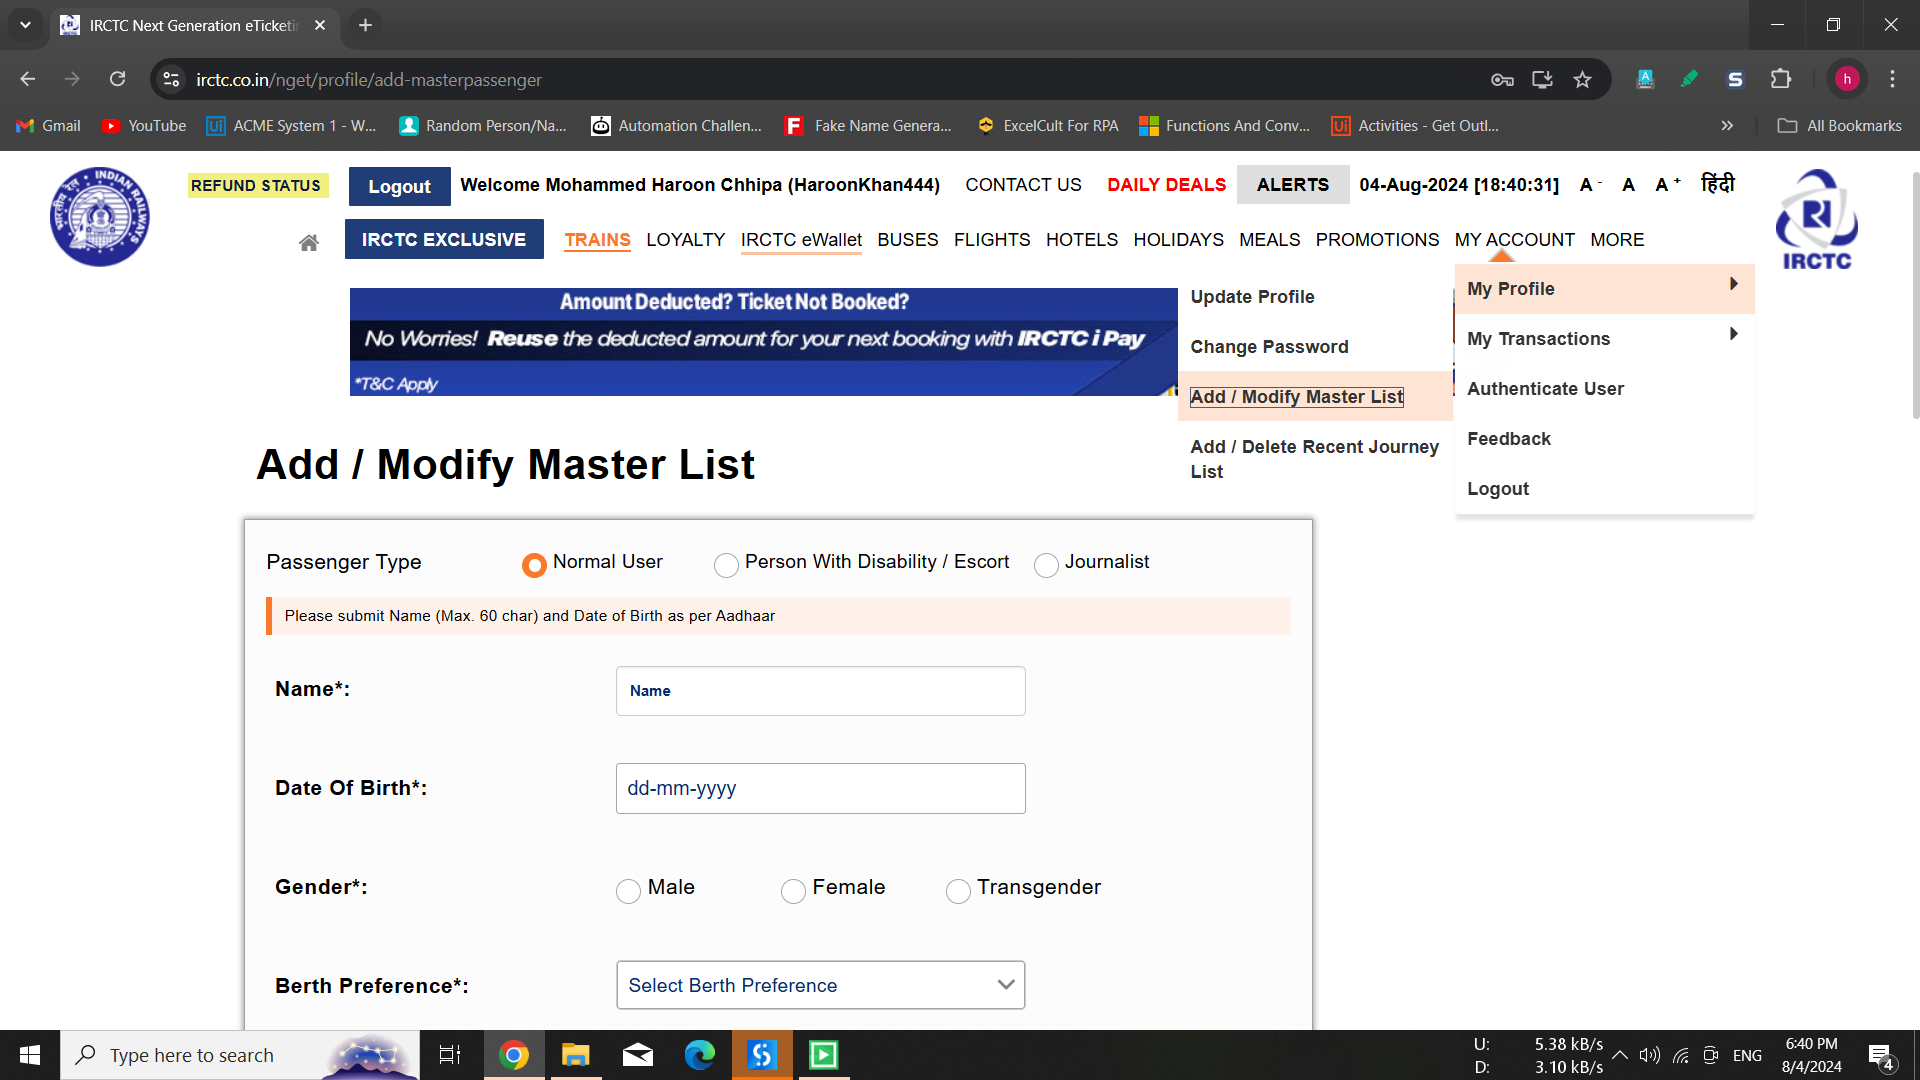 IRCTC Next Generation eTicketi
irctc.co.in/nget/profile/add-masterpassenger
h
Gmail
YouTube
ACME System 1 - W...
Random Person/Na...
Automation Challen...
Fake Name Genera...
ExcelCult For RPA
Functions And Conv...
Activities - Get Outl...
All Bookmarks
REFUND STATUS
Logout
Welcome Mohammed Haroon Chhipa (HaroonKhan444)
CONTACT US
DAILY DEALS
ALERTS
04-Aug-2024 [18:40:31]
A -
A
A +
हिंदी
IRCTC EXCLUSIVE
TRAINS
LOYALTY
IRCTC eWallet
BUSES
FLIGHTS
HOTELS
HOLIDAYS
MEALS
PROMOTIONS
MY ACCOUNT
MORE
IRCTC
Amount Deducted? Ticket Not Booked?
No Worries! Reuse the deducted amount for your next booking with IRCTC i Pay
*T&C Apply
Update Profile
Change Password
Add / Modify Master List
Add / Delete Recent Journey
List
My Profile
My Transactions
Authenticate User
Feedback
Logout
Add / Modify Master List
Passenger Type
Normal User
Person With Disability / Escort
Journalist
Please submit Name (Max. 60 char) and Date of Birth as per Aadhaar
Name*:
Name
Date Of Birth*:
dd-mm-yyyy
Gender*:
Male
Female
Transgender
Berth Preference*:
Select Berth Preference
Type here to search
U: 5.38 kB/s
D: 3.10 kB/s
ENG
6:40 PM
8/4/2024
4